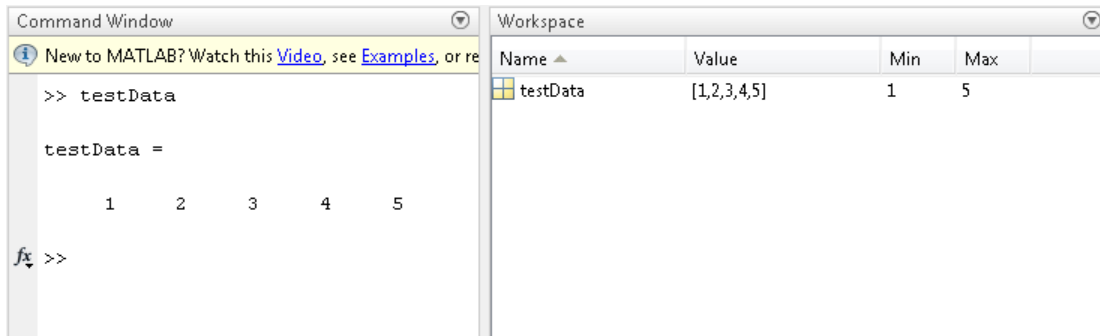 Command Window
New to MATLAB? Watch this Video, see Examples, or re
>> testData
testData =
1 2 3 4 5
fx >>
Workspace
Name Value Min Max
testData [1,2,3,4,5] 1 5